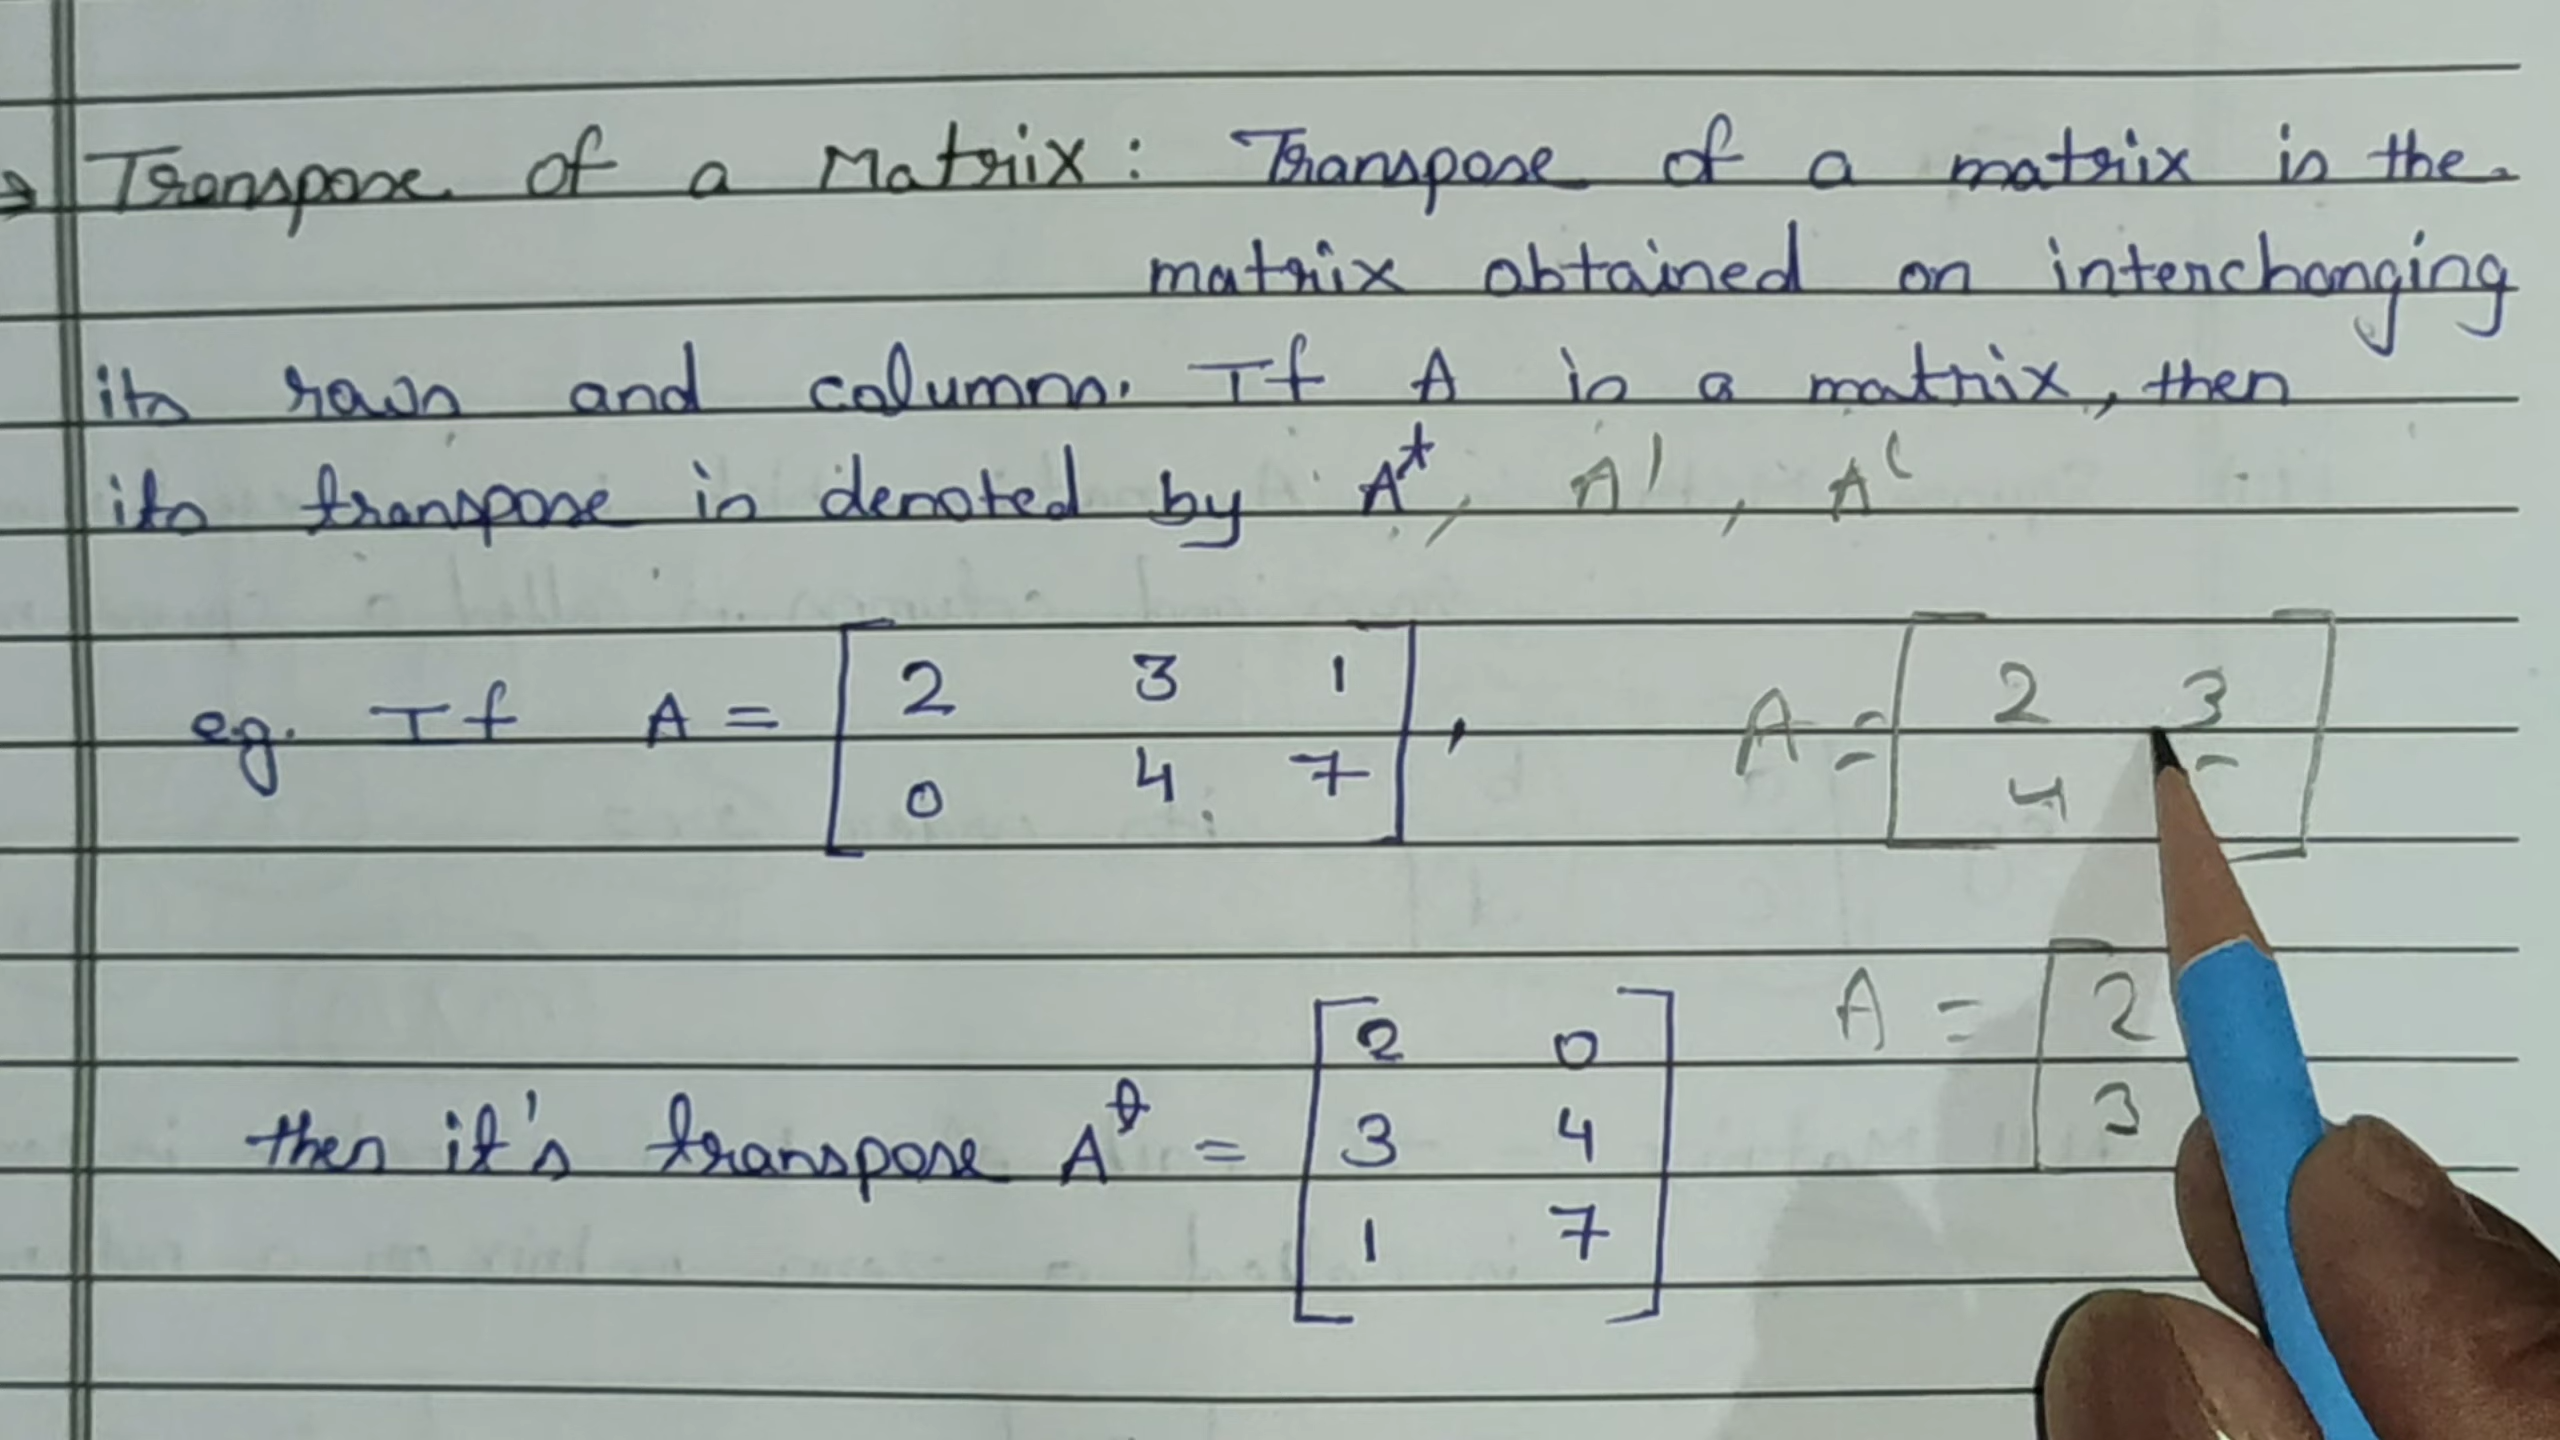 → Transpose of a Matrix: Transpose of a matrix is the
matrix obtained on interchanging
its rows and columns. If A is a matrix, then
its transpose is denoted by Aᵗ, A', A'
eg. If A = [ 2 3 1
0 4 7 ] ,
A = [ 2 3
4 ]
then it's transpose Aᵗ = [ 2 0
3 4
1 7 ]
A = [ 2
3